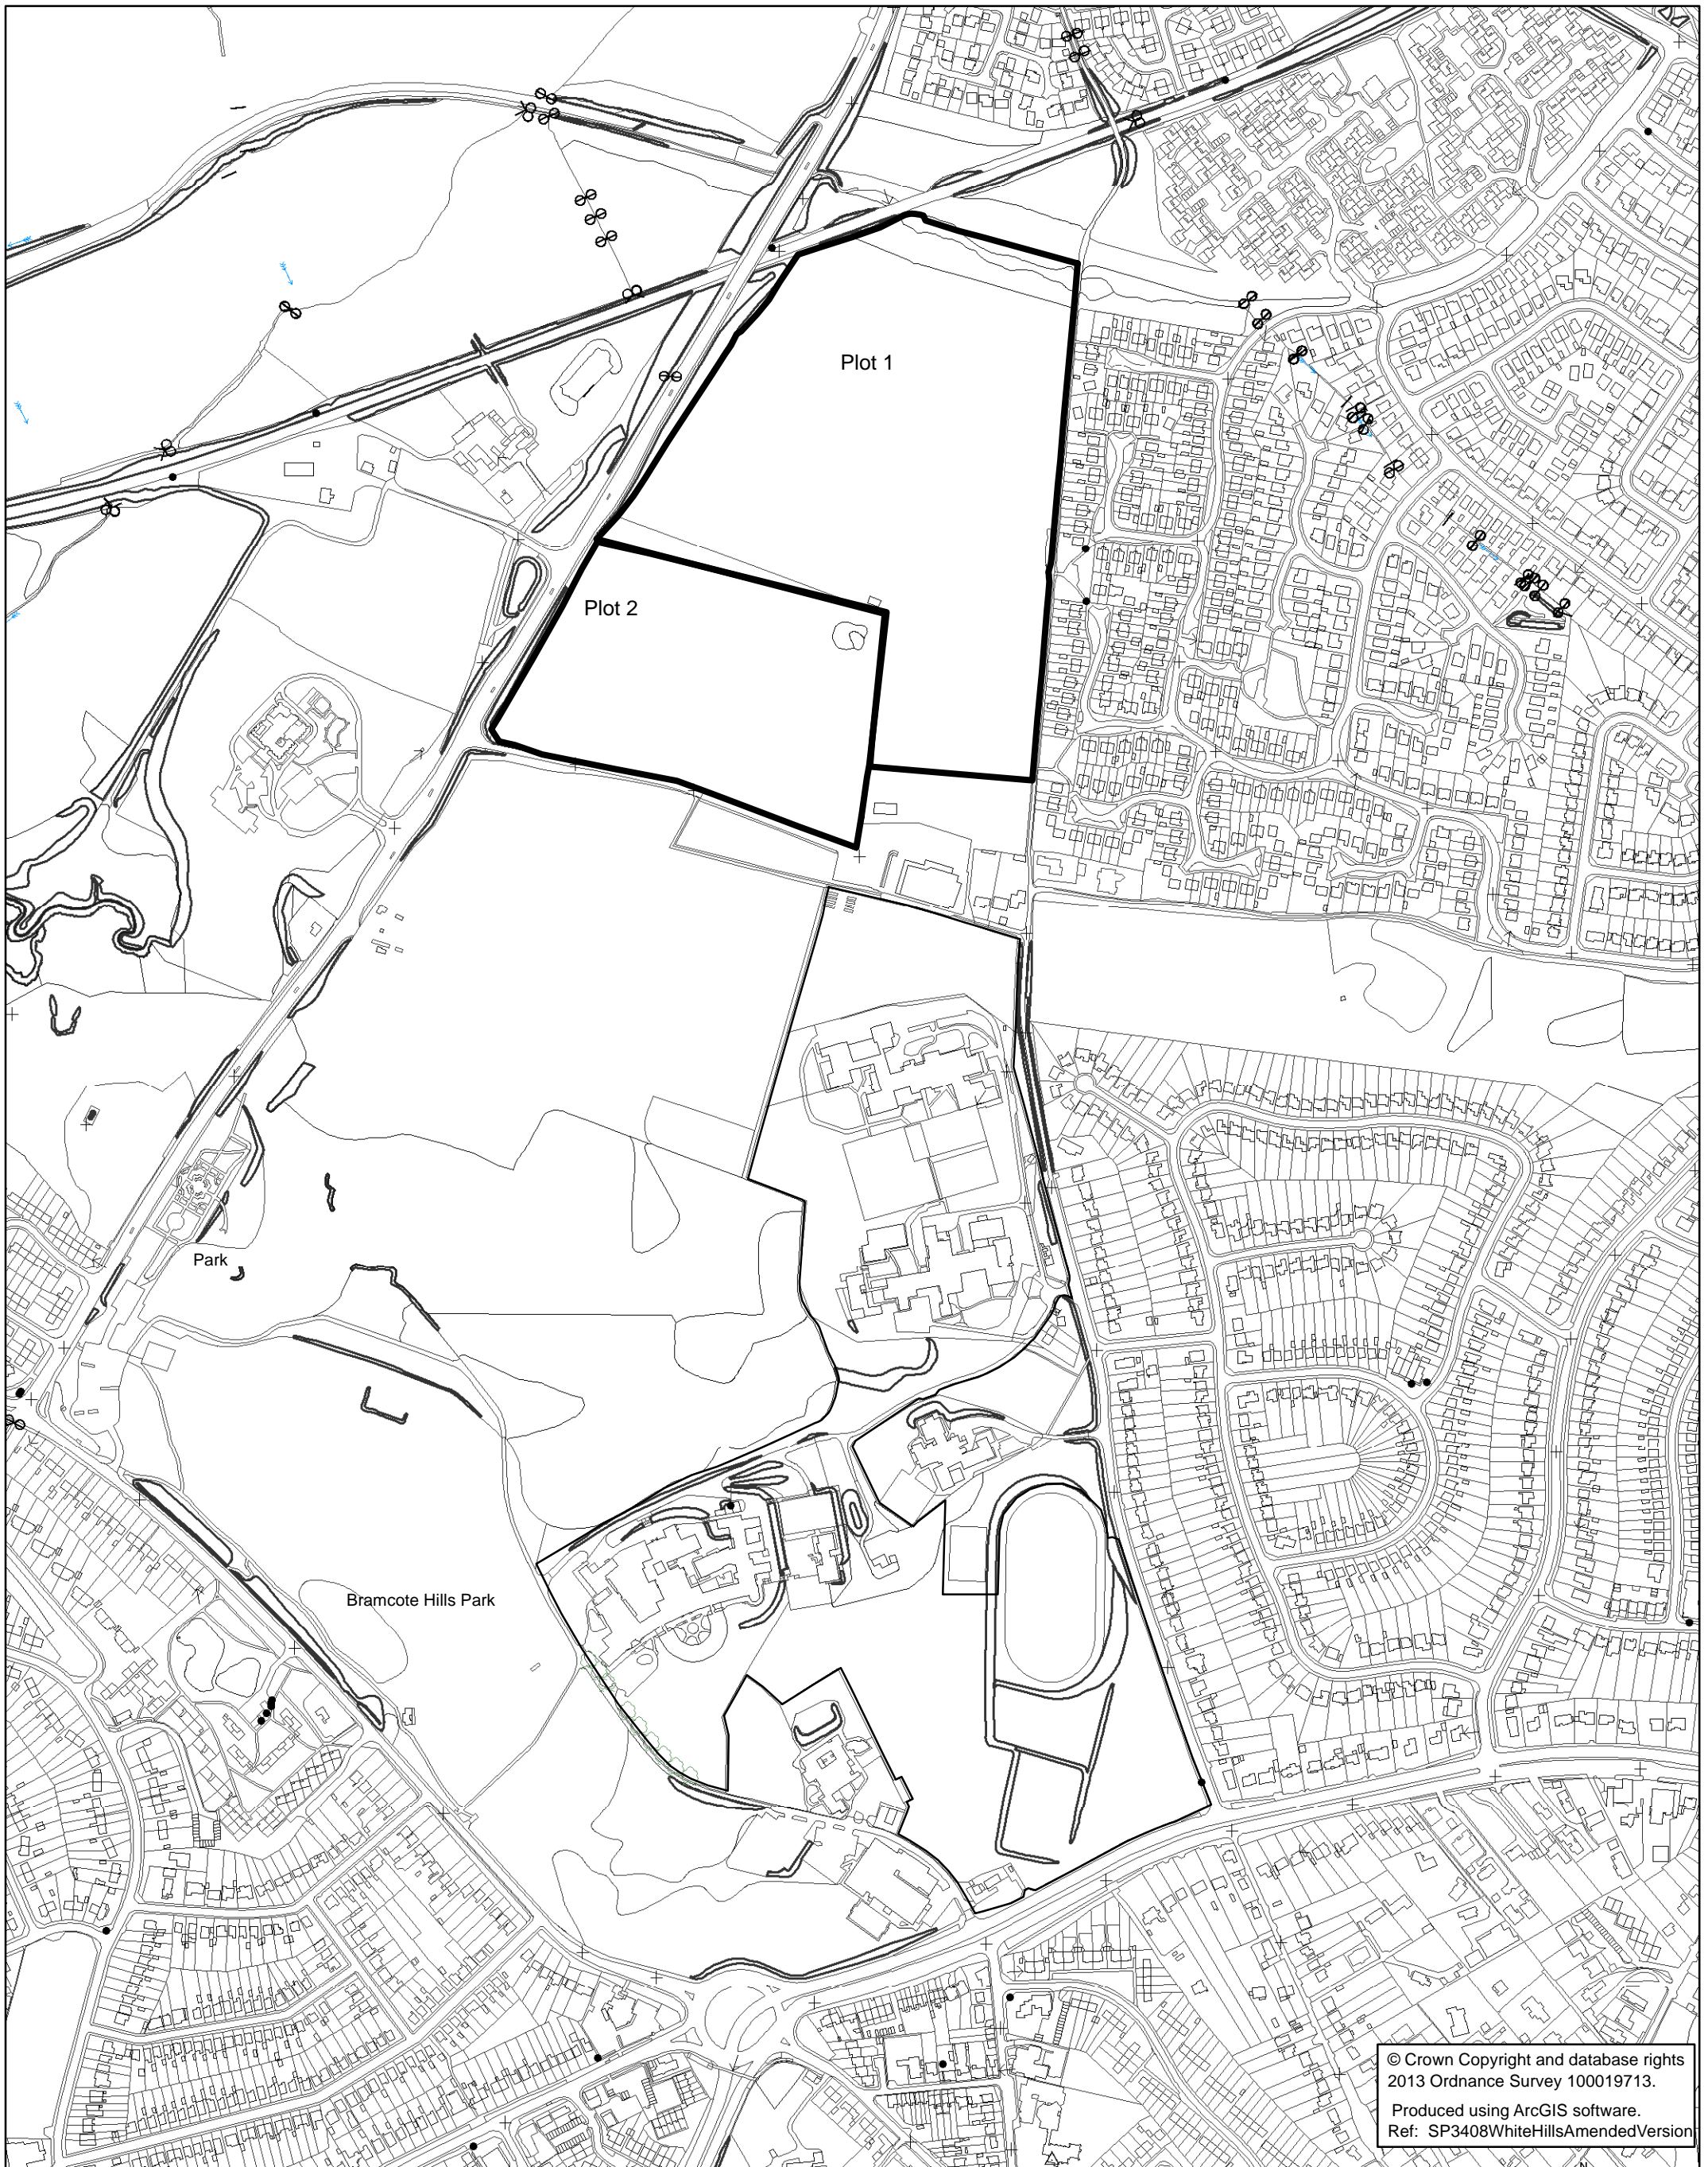 Plot 1
Plot 2
Park
Bramcote Hills Park
© Crown Copyright and database rights
2013 Ordnance Survey 100019713.
Produced using ArcGIS software.
Ref: SP3408WhiteHillsAmendedVersion